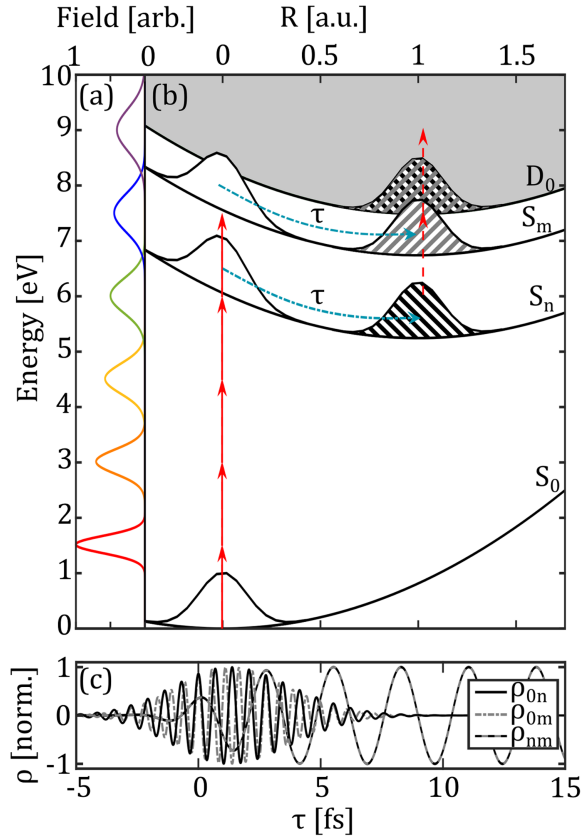 Field [arb.] R [a.u.]
1 0 0 0.5 1 1.5
(a) (b)
10
9
8
7
6
5
4
3
2
1
0
Energy [eV]
D₀
Sₘ
Sₙ
S₀
τ
τ
(c)
ρ [norm.]
1
0
-1
ρ₀ₙ
ρ₀ₘ
ρₙₘ
-5 0 5 10 15
τ [fs]